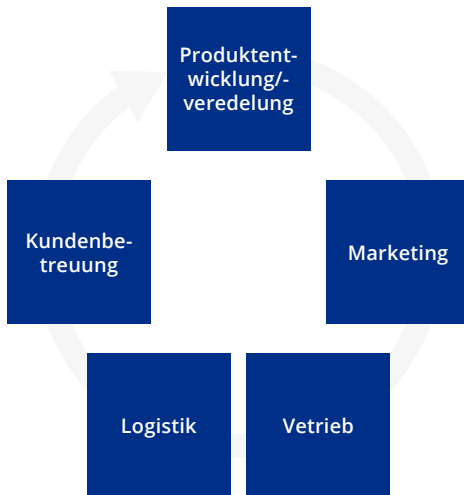 Produktent-
wicklung/-
veredelung
Marketing
Vetrieb
Logistik
Kundenbe-
treuung